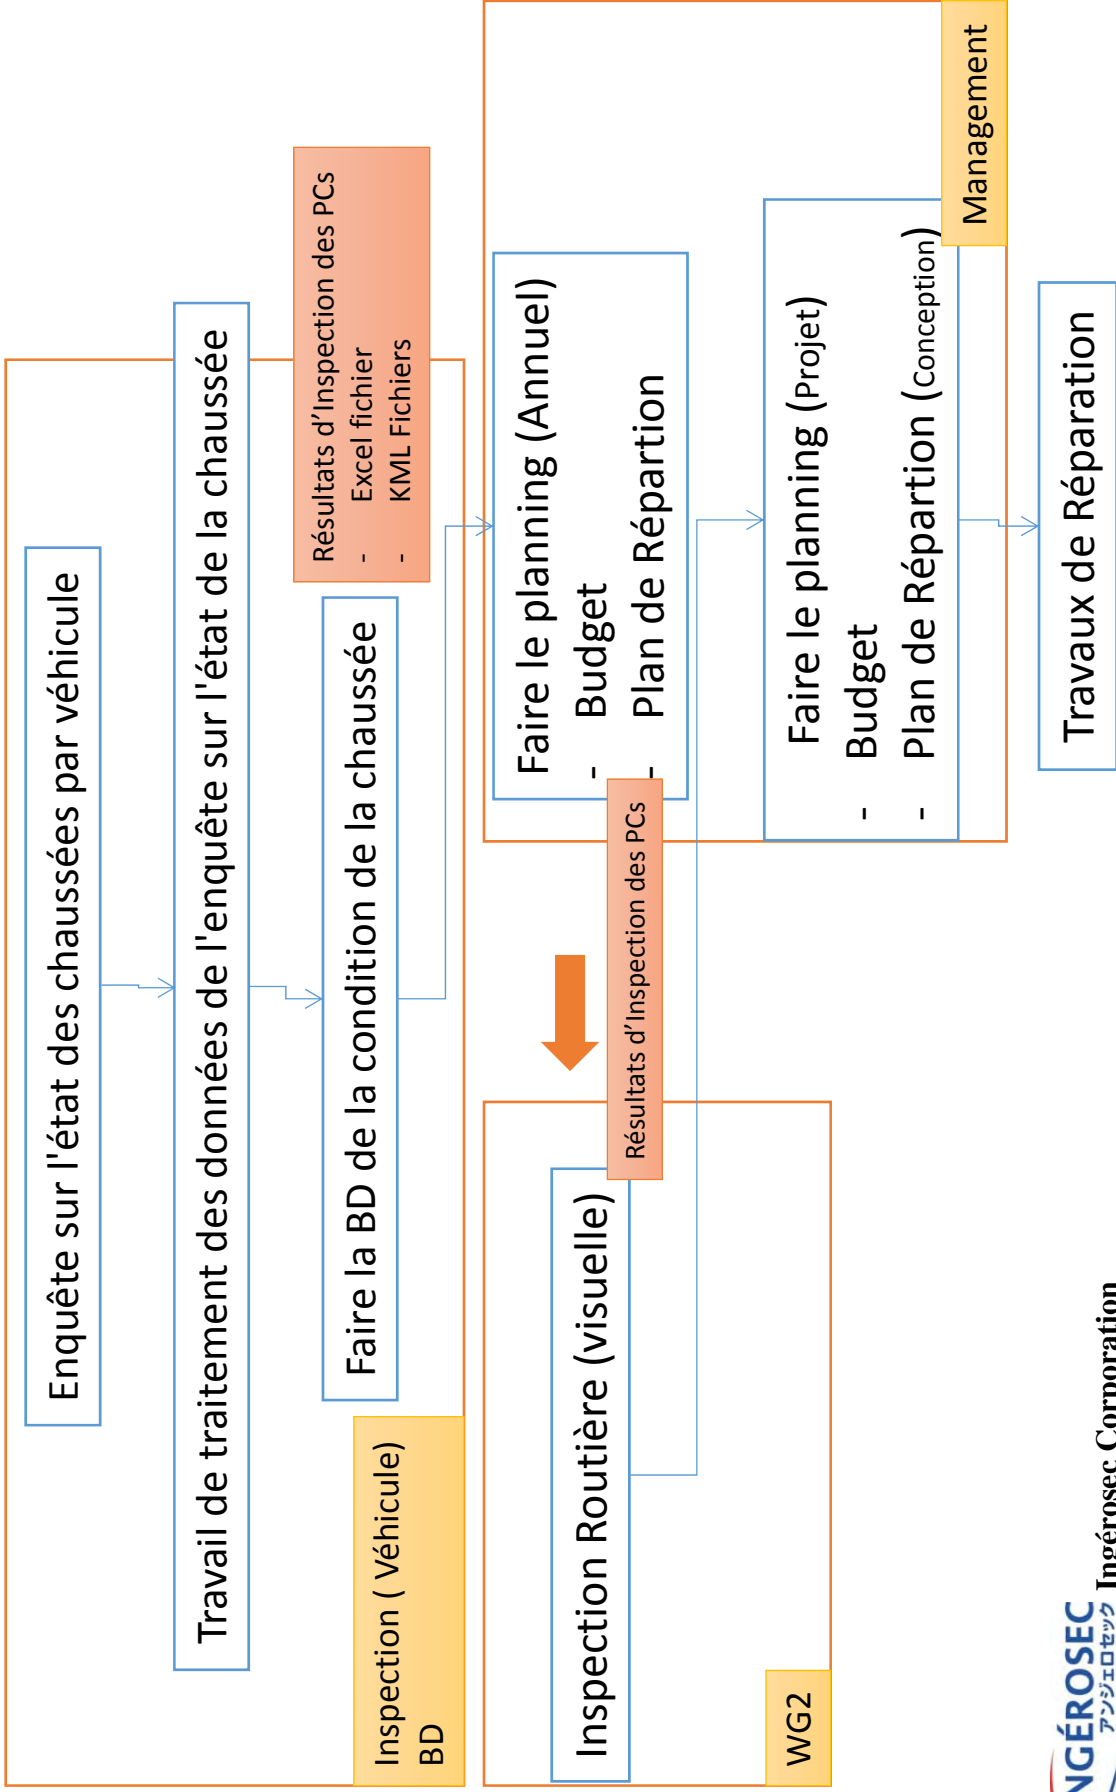 Enquête sur l'état des chaussées par véhicule
Travail de traitement des données de l'enquête sur l'état de la chaussée
Résultats d'Inspection des PCs
- Excel fichier
- KML Fichiers
Faire la BD de la condition de la chaussée
Inspection ( Véhicule)
BD
Faire le planning (Annuel)
- Budget
- Plan de Répartion
Inspection Routière (visuelle)
Résultats d'Inspection des PCs
WG2
Faire le planning (Projet)
- Budget
- Plan de Répartion (Conception)
Management
Travaux de Réparation
NGÉROSEC
アンジェロセック
Ingérosec Corporation